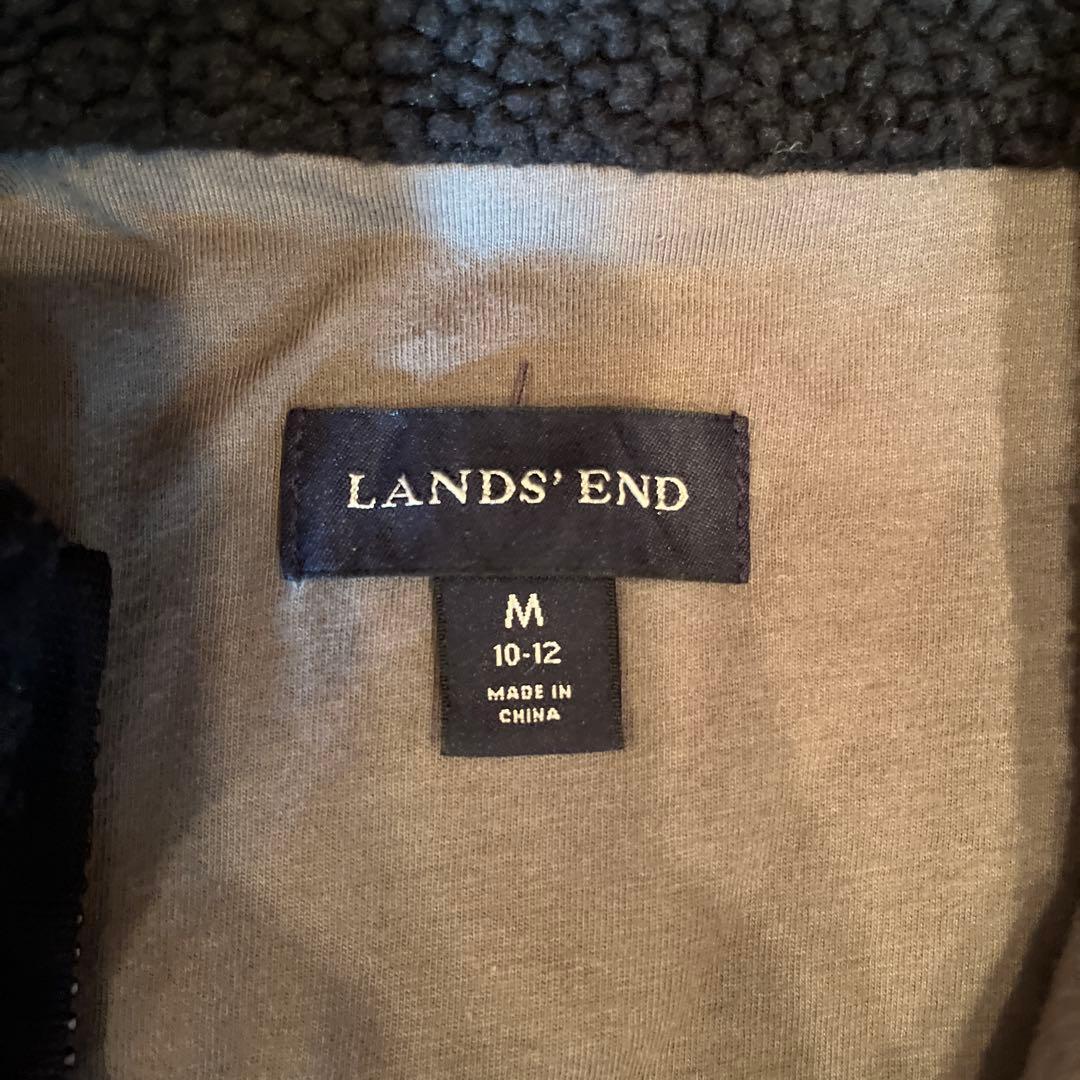 LANDS’ END
M
10-12
MADE IN
CHINA